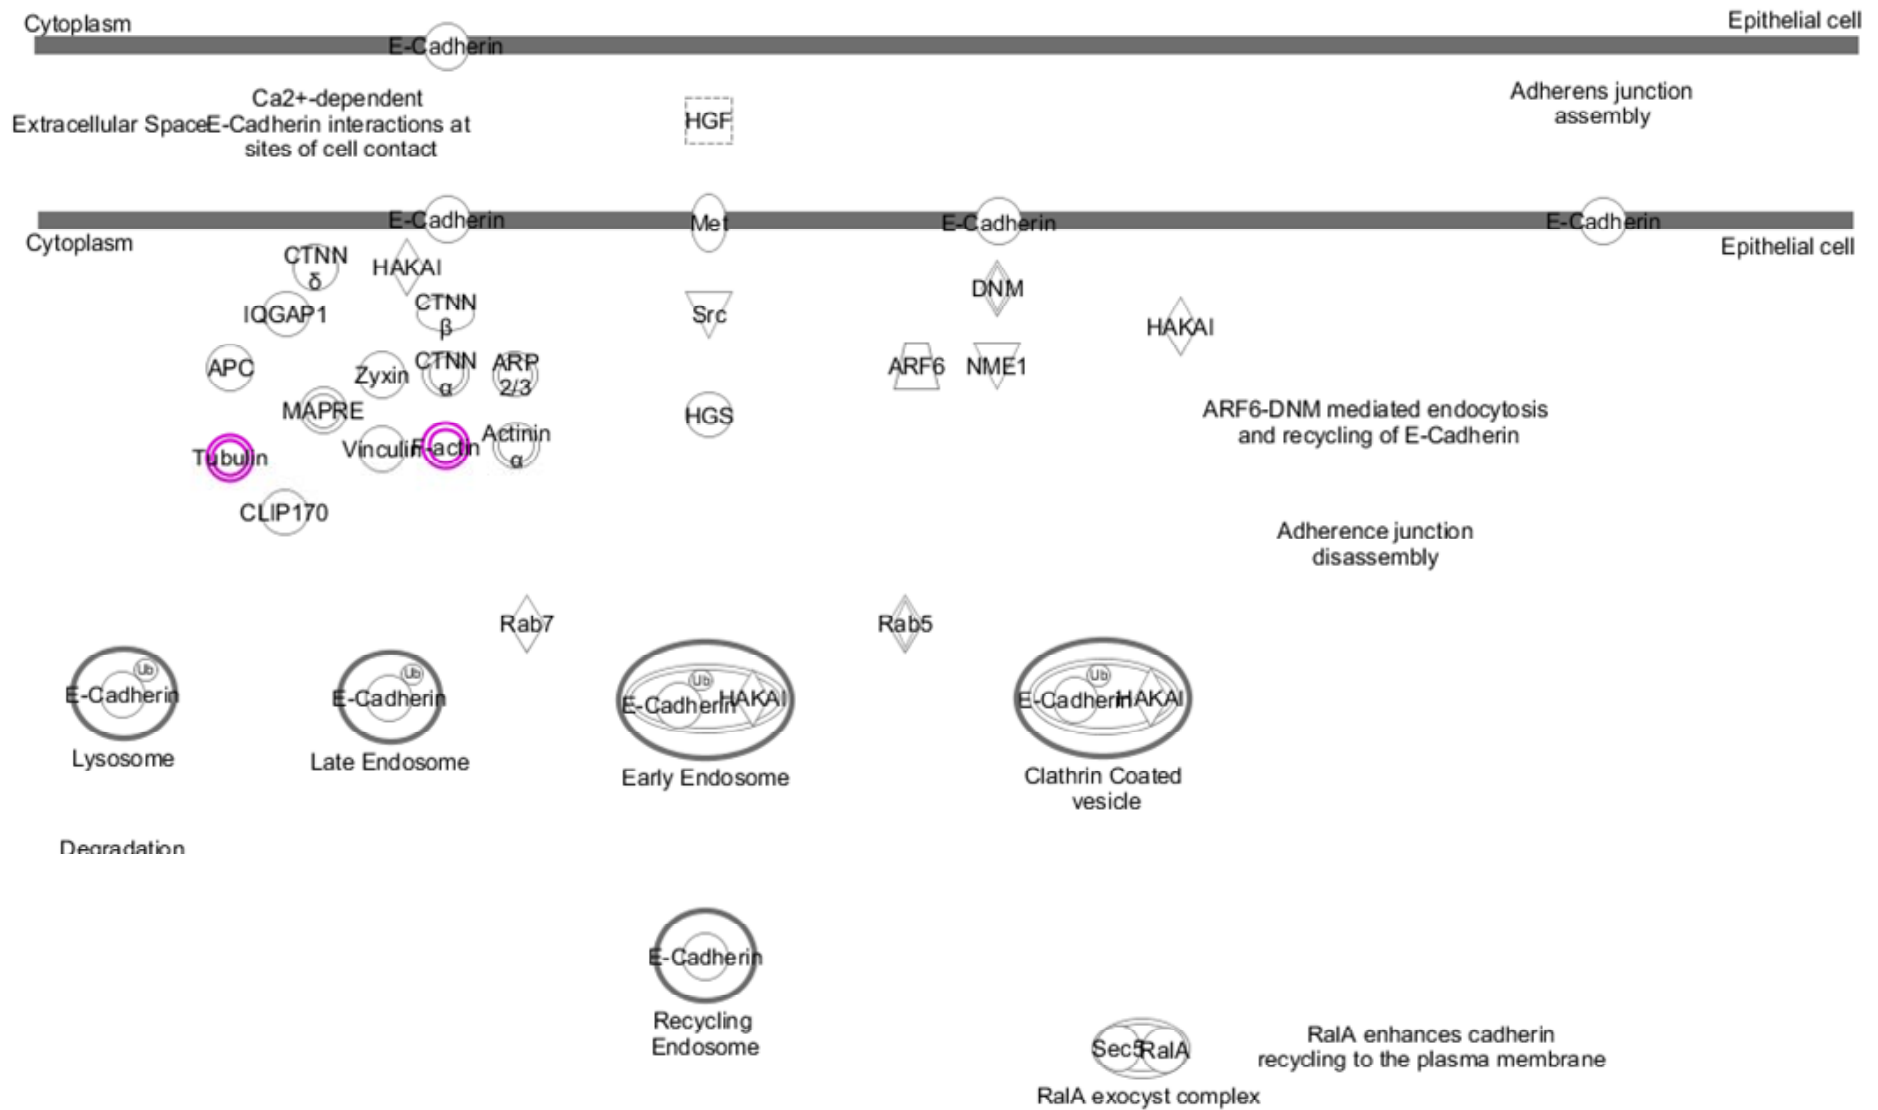 Cytoplasm
Epithelial cell
E-Cadherin
Ca2+-dependent
E-Cadherin interactions at
sites of cell contact
Extracellular Space
HGF
Adherens junction
assembly
E-Cadherin
Met
E-Cadherin
E-Cadherin
Cytoplasm
Epithelial cell
CTNN
δ
HAKAI
DNM
IQGAP1
CTNN
β
Src
HAKAI
APC
Zyxin
CTNN
α
ARP
2/3
ARF6
NME1
MAPRE
HGS
ARF6-DNM mediated endocytosis
and recycling of E-Cadherin
Tubulin
Vinculin
F-actin
Actinin
α
CLIP170
Adherence junction
disassembly
Rab7
Rab5
Ub
E-Cadherin
Lysosome
Ub
E-Cadherin
Late Endosome
Ub
E-Cadherin
HAKAI
Early Endosome
Ub
E-Cadherin
HAKAI
Clathrin Coated
vesicle
Degradation
E-Cadherin
Recycling
Endosome
Sec5
RalA
RalA exocyst complex
RalA enhances cadherin
recycling to the plasma membrane